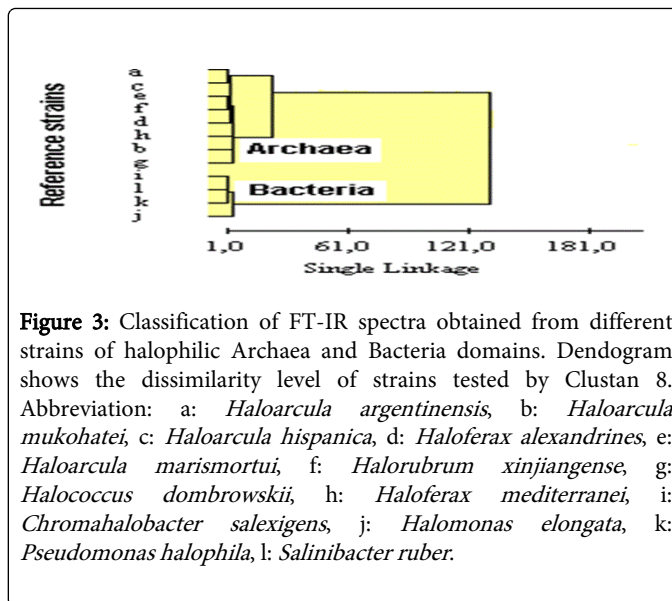 Reference strains
a
c
e
f
d
h
b
g
i
l
k
j
Archaea
Bacteria
1,0 61,0 121,0 181,0
Single Linkage
Figure 3: Classification of FT-IR spectra obtained from different
strains of halophilic Archaea and Bacteria domains. Dendogram
shows the dissimilarity level of strains tested by Clustan 8.
Abbreviation: a: Haloarcula argentinensis, b: Haloarcula
mukohatei, c: Haloarcula hispanica, d: Haloferax alexandrines, e:
Haloarcula marismortui, f: Halorubrum xinjiangense, g:
Halococcus dombrowskii, h: Haloferax mediterranei, i:
Chromahalobacter salexigens, j: Halomonas elongata, k:
Pseudomonas halophila, l: Salinibacter ruber.